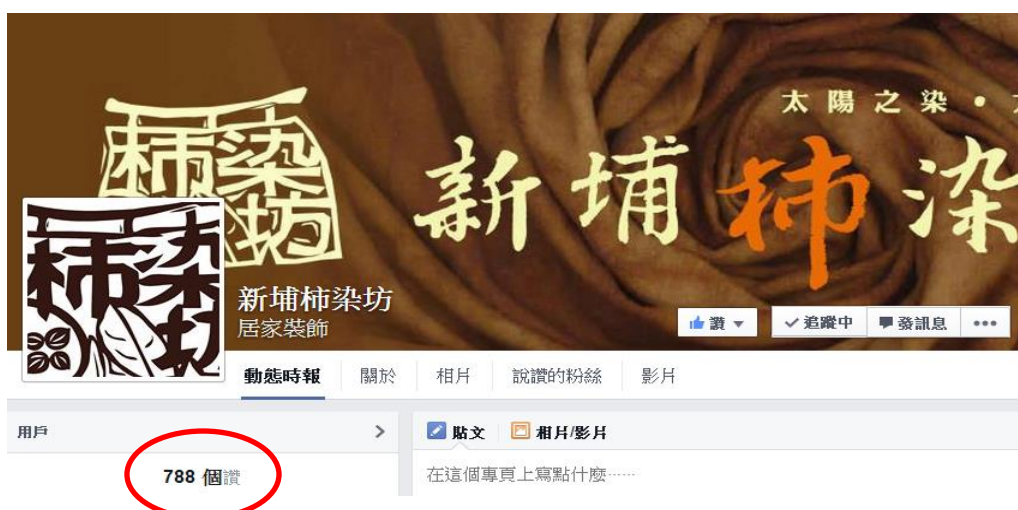 太陽之染・
柿染坊
新埔柿染
柿染坊
新埔柿染坊
居家裝飾
讚
追蹤中
發訊息
動態時報 關於 相片 說讚的粉絲 影片
用戶
貼文 相片/影片
788 個讚
在這個專頁上寫點什麼……